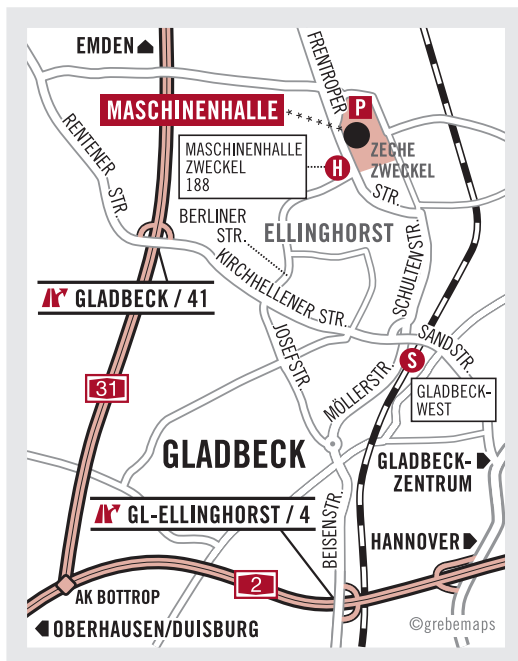 EMDEN
FRENTROPER
STR.
MASCHINENHALLE
P
RENTENER STR.
MASCHINENHALLE
ZWECKEL
188
H
ZECHE
ZWECKEL
BERLINER
STR.
ELLINGHORST
KIRCHHELLENER STR.
SCHULTENSTR.
GLADBECK / 41
SANDSTR.
JOSEFSTR.
MÖLLERSTR.
S
31
GLADBECK-
WEST
GLADBECK
GLADBECK-
ZENTRUM
GL-ELLINGHORST / 4
BEISENSTR.
HANNOVER
2
AK BOTTROP
OBERHAUSEN/DUISBURG
©grebemaps